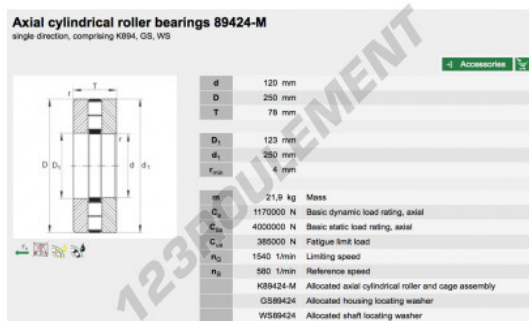 Axial cylindrical roller bearings 89424-M
single direction, comprising K894, GS, WS
Accessories
d 120 mm
D 250 mm
T 78 mm
D1 123 mm
d1 250 mm
rmin 4 mm
m 21,9 kg Mass
Ca 1170000 N Basic dynamic load rating, axial
C0a 4000000 N Basic static load rating, axial
Cua 385000 N Fatigue limit load
nG 1540 1/min Limiting speed
nB 580 1/min Reference speed
K89424-M Allocated axial cylindrical roller and cage assembly
GS89424 Allocated housing locating washer
WS89424 Allocated shaft locating washer
T
r
r
D D1 d d1
123ROULEMENT